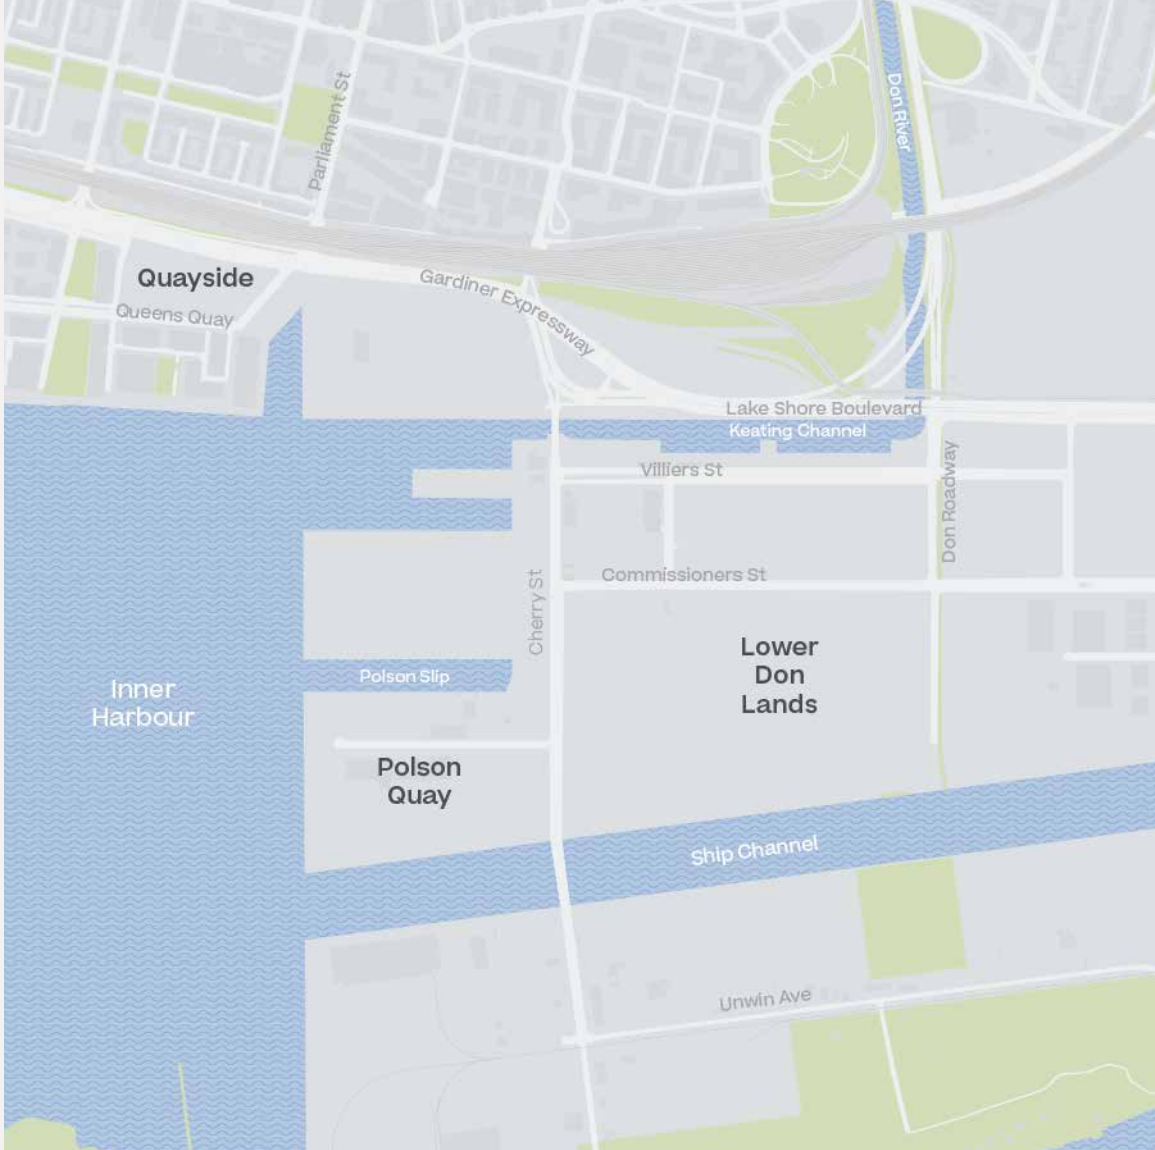 Don River
Parliament St
Quayside
Gardiner Expressway
Queens Quay
Lake Shore Boulevard
Keating Channel
Villiers St
Don Roadway
Commissioners St
Cherry St
Lower
Don
Lands
Polson Slip
Inner
Harbour
Polson
Quay
Ship Channel
Unwin Ave